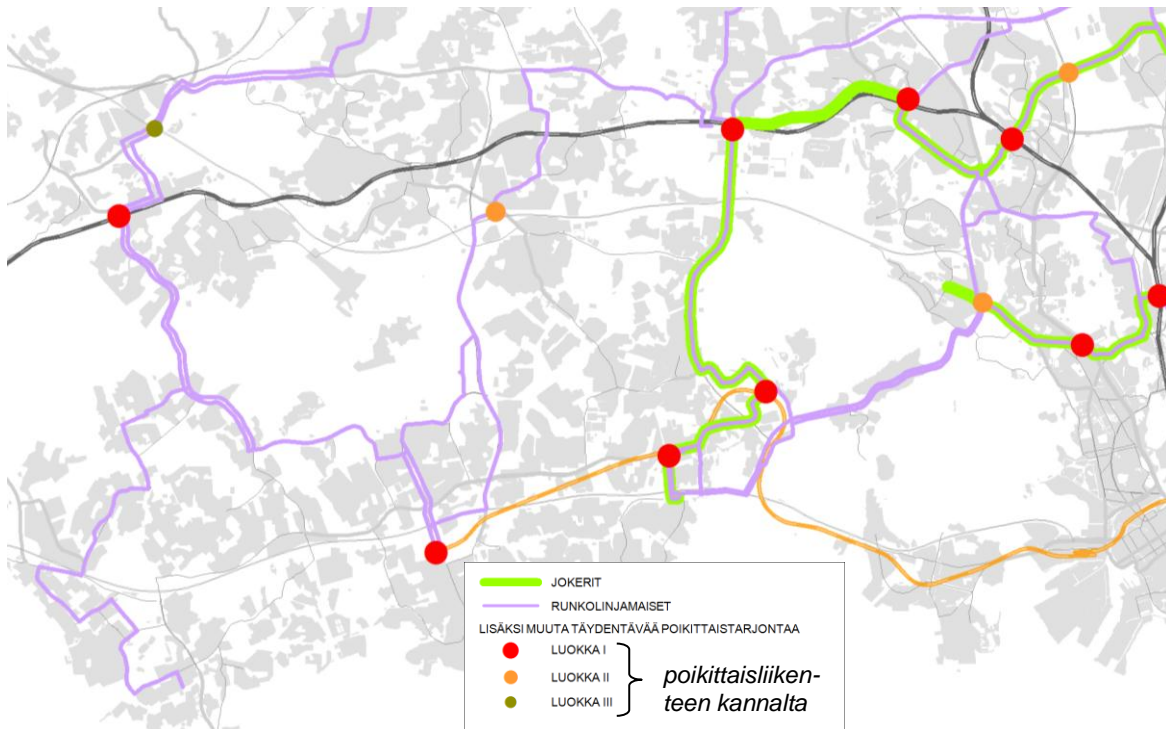 JOKERIT
RUNKOLINJAMAISET
LISÄKSI MUUTA TÄYDENTÄVÄÄ POIKITTAISTARJONTAA
LUOKKA I
LUOKKA II
LUOKKA III
poikittaisliiken-
teen kannalta